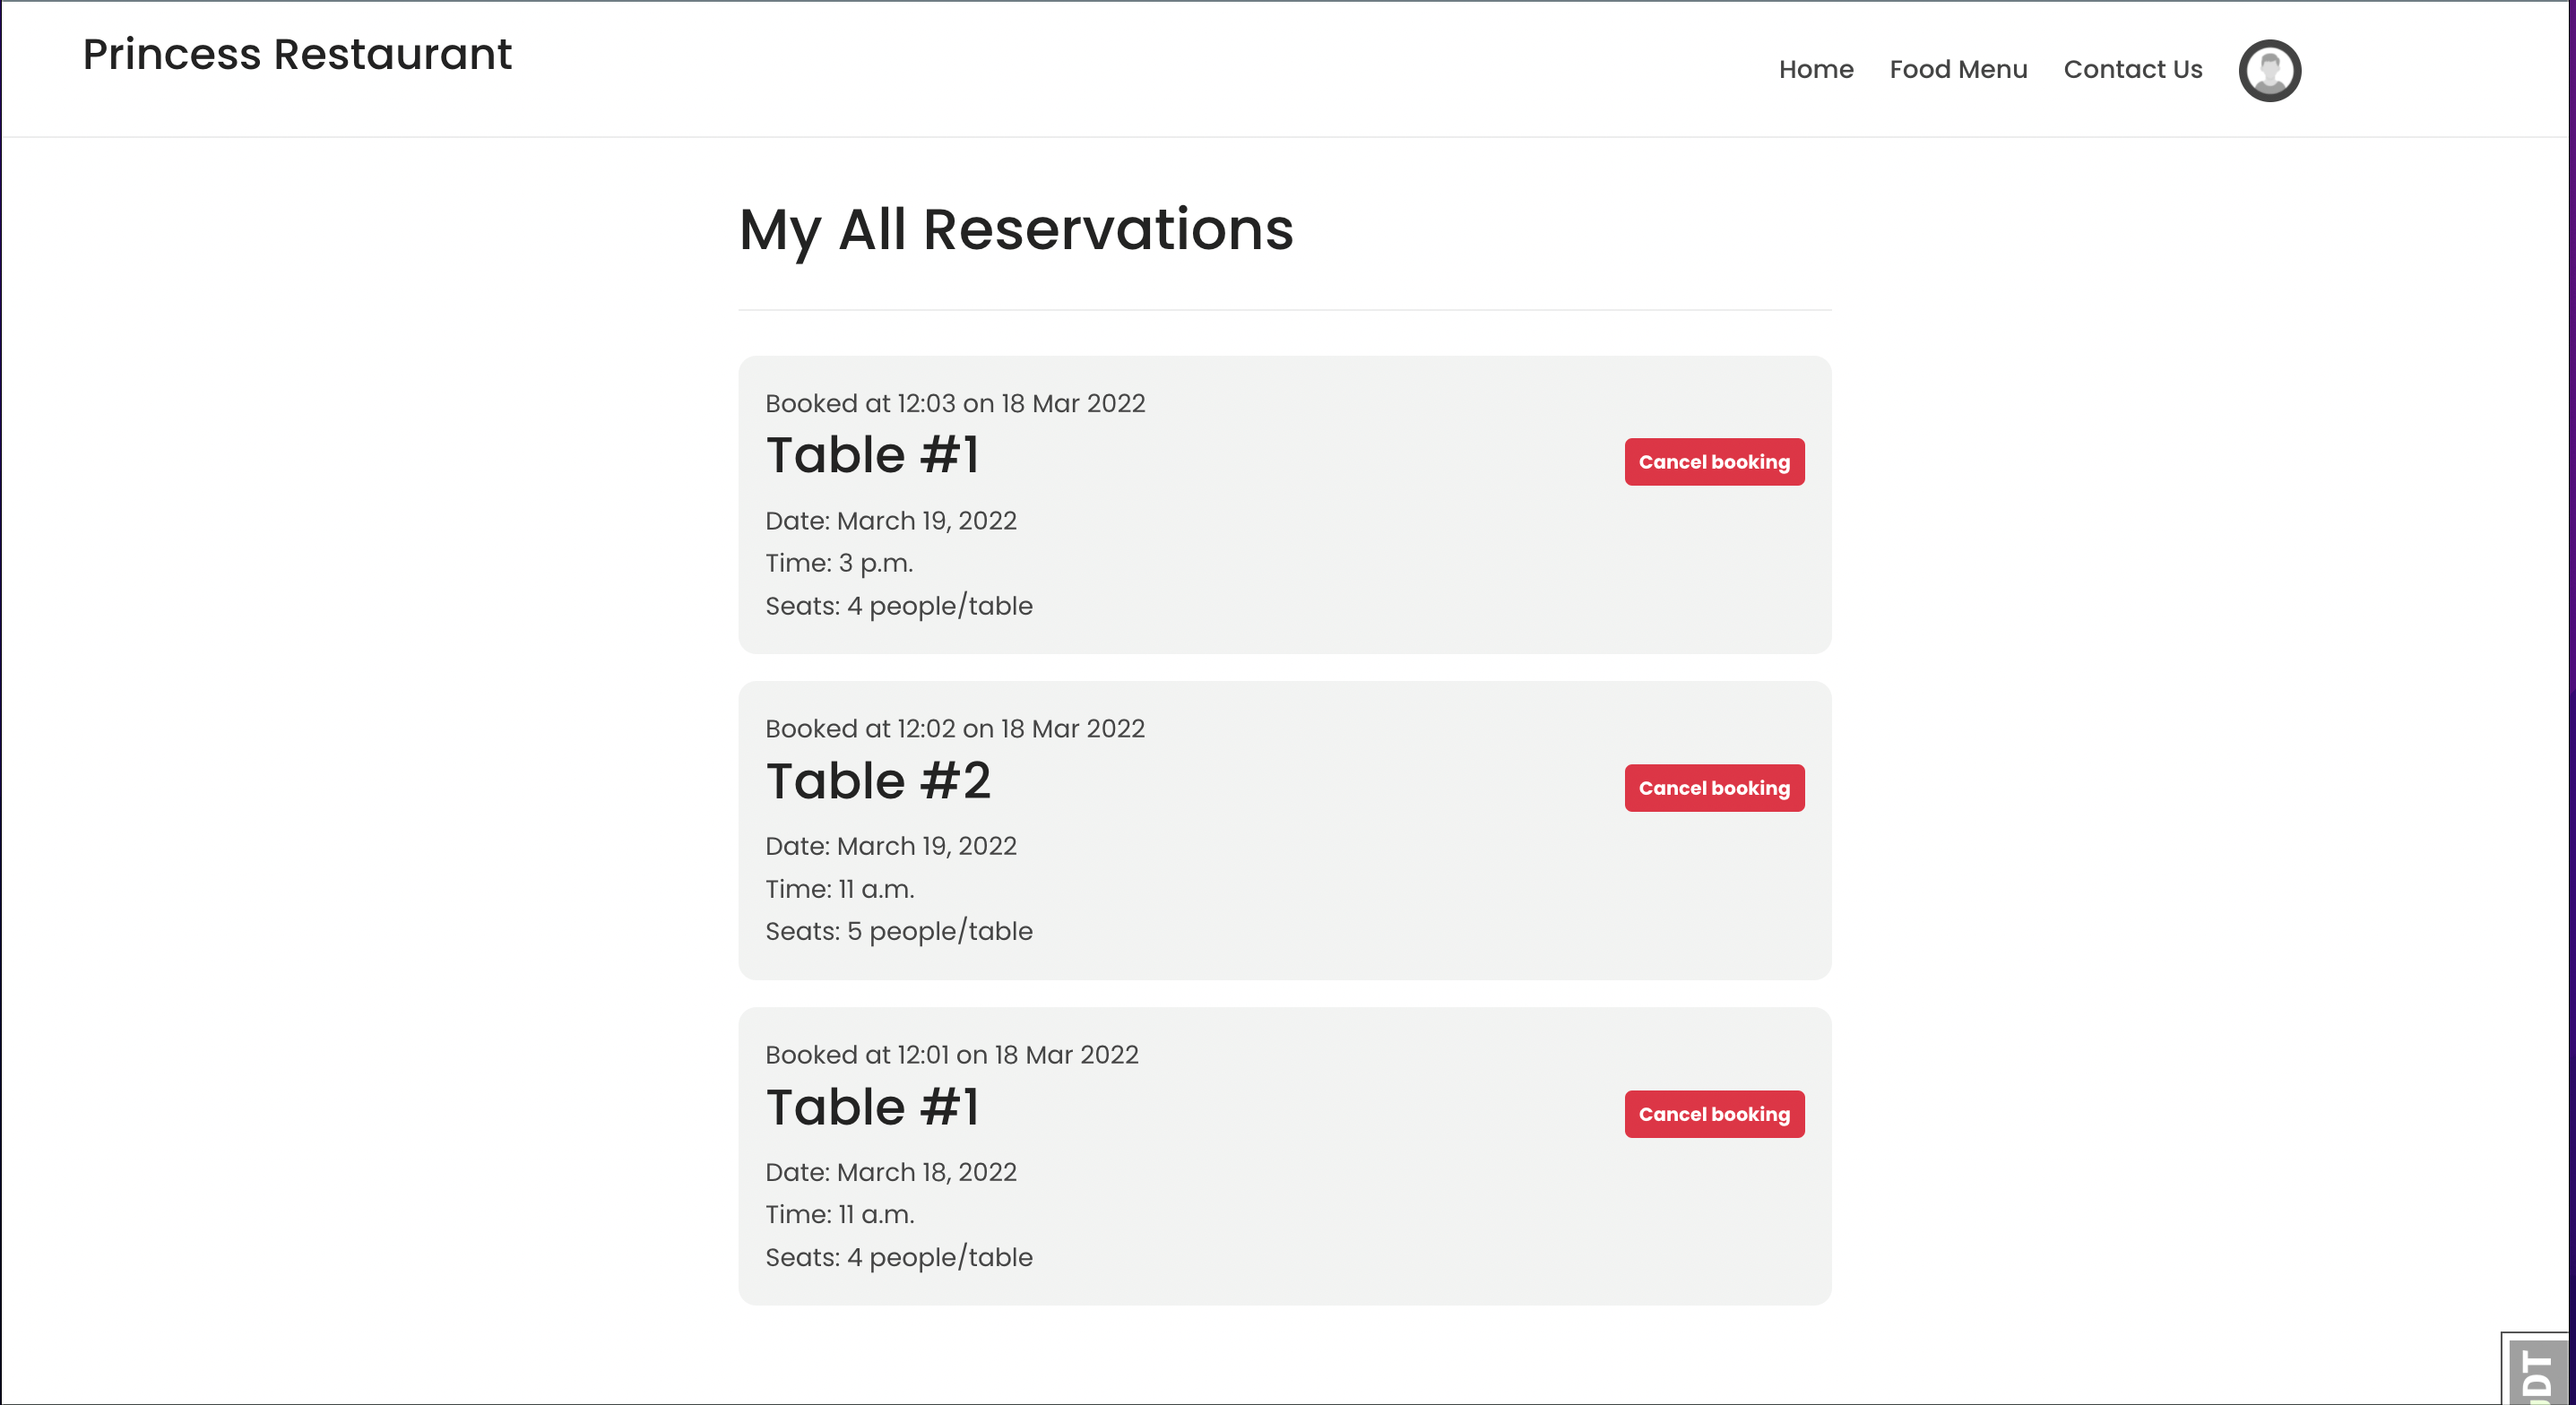 Princess Restaurant
Home Food Menu Contact Us
My All Reservations
Booked at 12:03 on 18 Mar 2022
Table #1
Cancel booking
Date: March 19, 2022
Time: 3 p.m.
Seats: 4 people/table
Booked at 12:02 on 18 Mar 2022
Table #2
Cancel booking
Date: March 19, 2022
Time: 11 a.m.
Seats: 5 people/table
Booked at 12:01 on 18 Mar 2022
Table #1
Cancel booking
Date: March 18, 2022
Time: 11 a.m.
Seats: 4 people/table